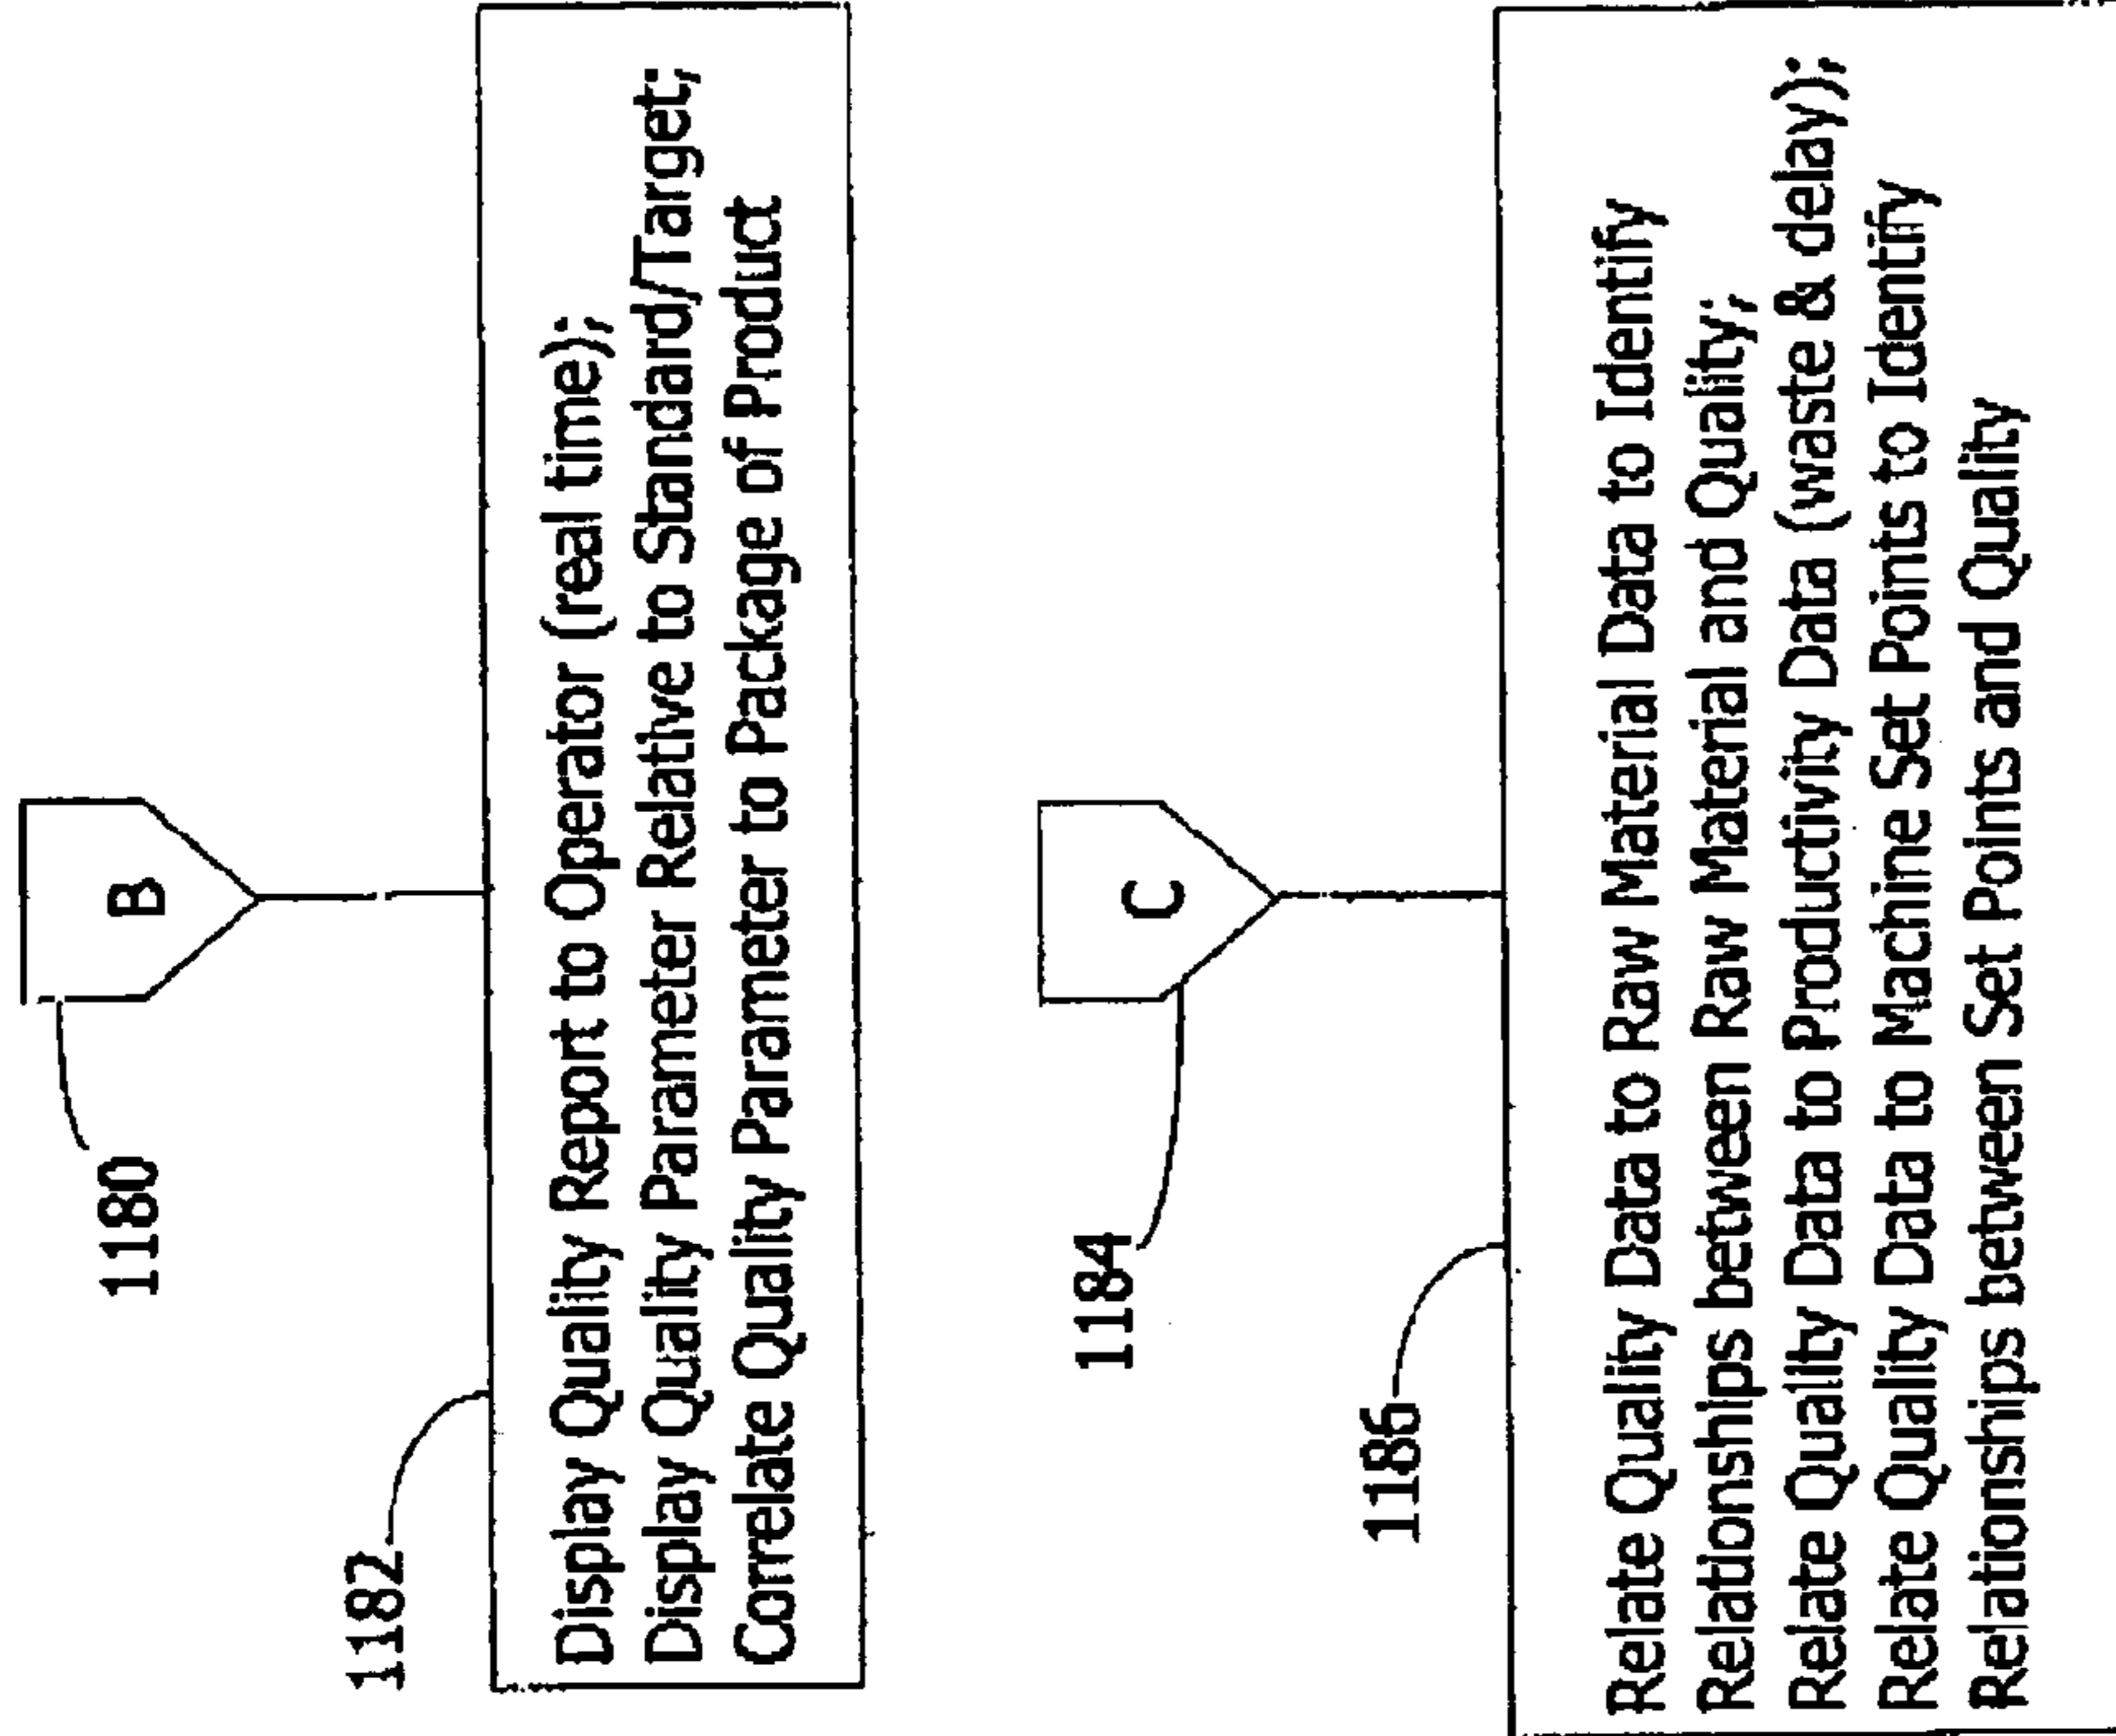 B
1180
1182
Display Quality Report to Operator (real time);
Display Quality Parameter Relative to Standard/Target;
Correlate Quality Parameter to Package of Product
C
1184
1186
Relate Quality Data to Raw Material Data to Identify
Relationships between Raw Material and Quality;
Relate Quality Data to Productivity Data (waste & delay);
Relate Quality Data to Machine Set Points to Identify
Relationships between Set Points and Quality